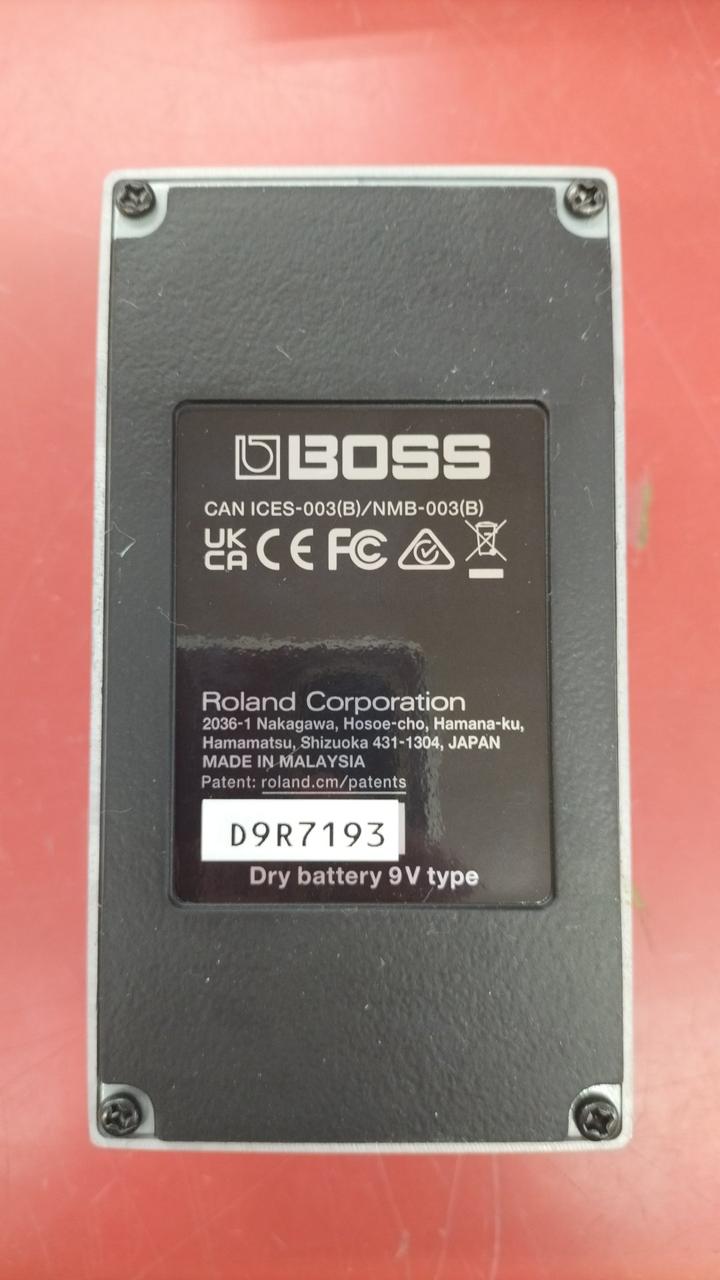 BOSS
CAN ICES-003(B)/NMB-003(B)
UK CA CE FC
Roland Corporation
2036-1 Nakagawa, Hosoe-cho, Hamana-ku,
Hamamatsu, Shizuoka 431-1304, JAPAN
MADE IN MALAYSIA
Patent: roland.cm/patents
D9R7193
Dry battery 9V type